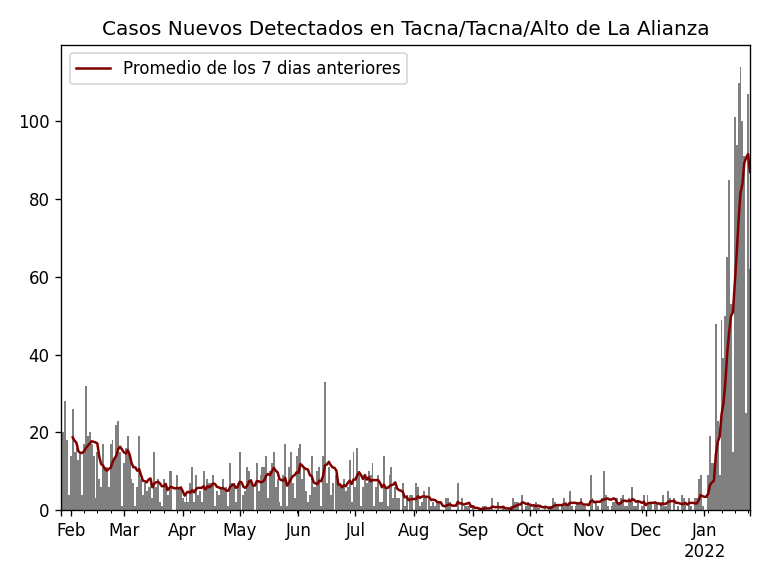 Casos Nuevos Detectados en Tacna/Tacna/Alto de La Alianza
Promedio de los 7 dias anteriores
100
80
60
40
20
0
Feb Mar Apr May Jun Jul Aug Sep Oct Nov Dec Jan
2022